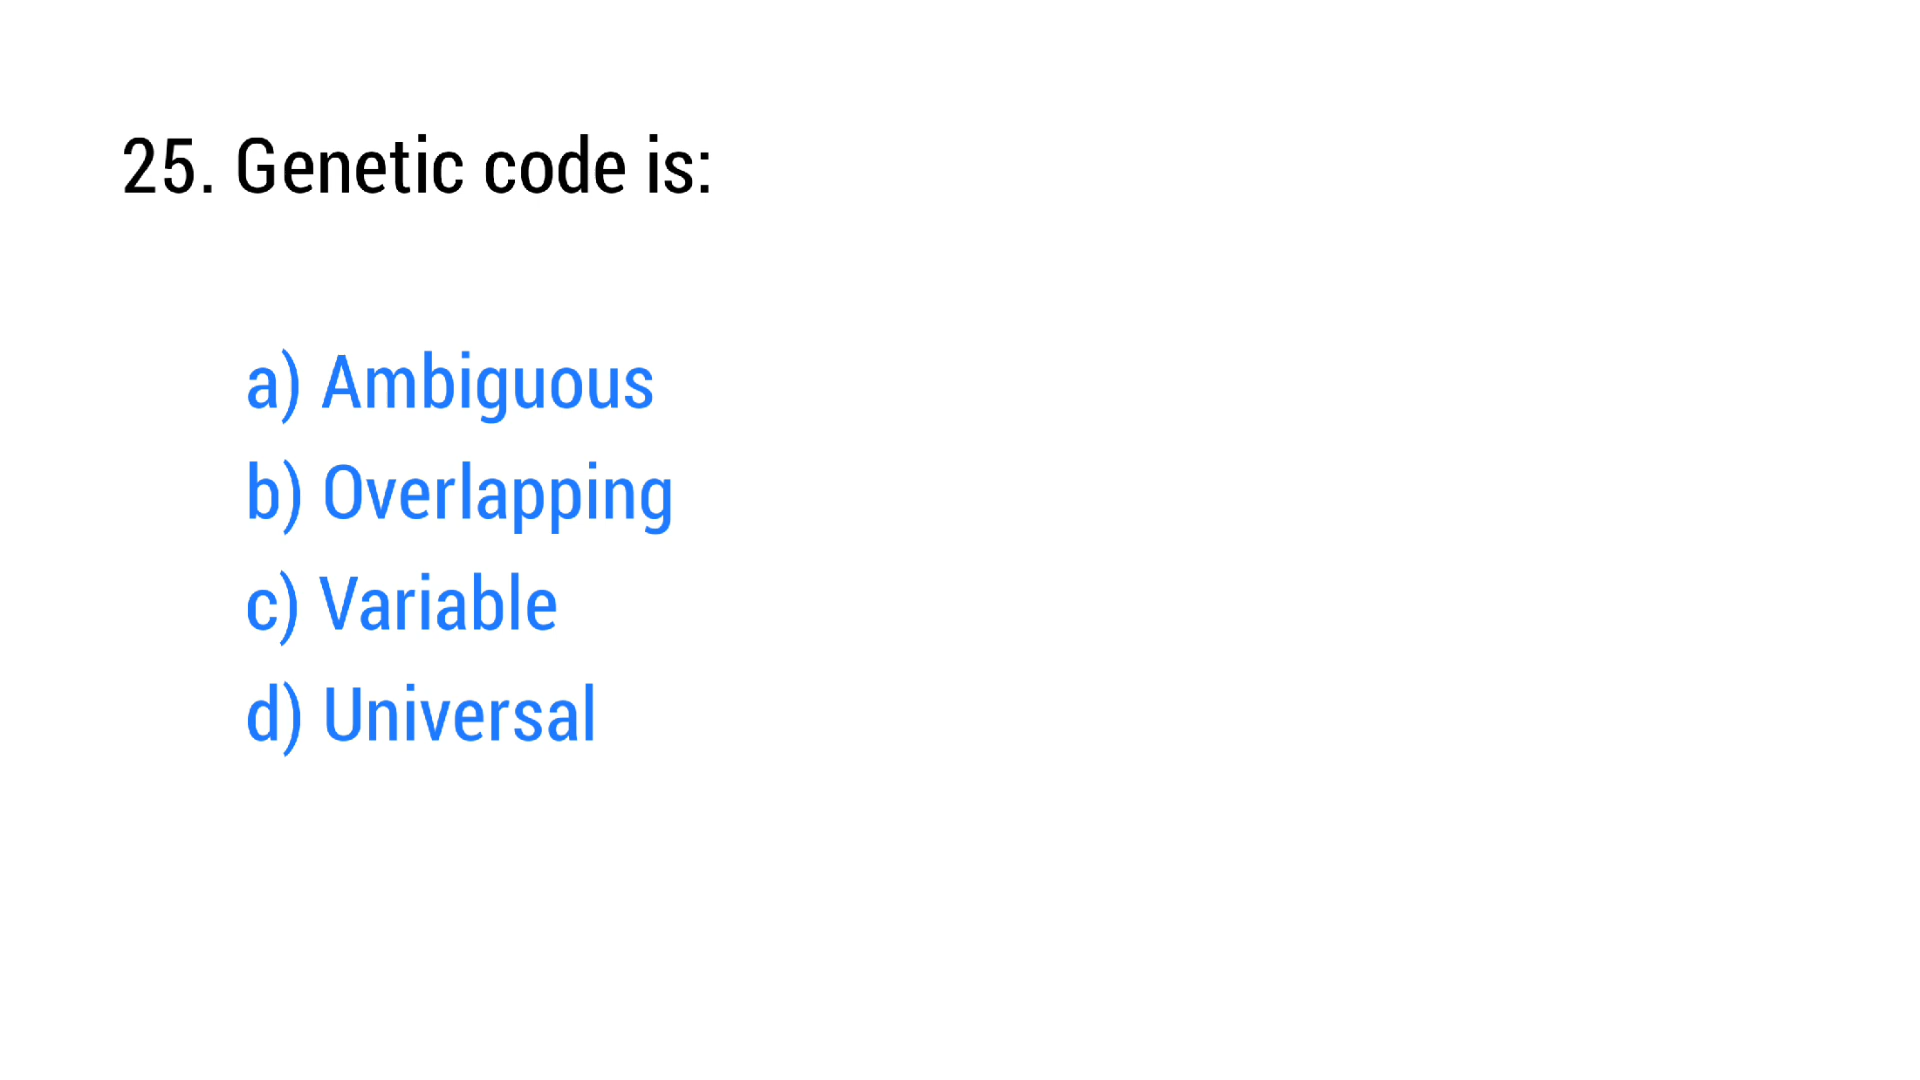 25. Genetic code is:
a) Ambiguous
b) Overlapping
c) Variable
d) Universal